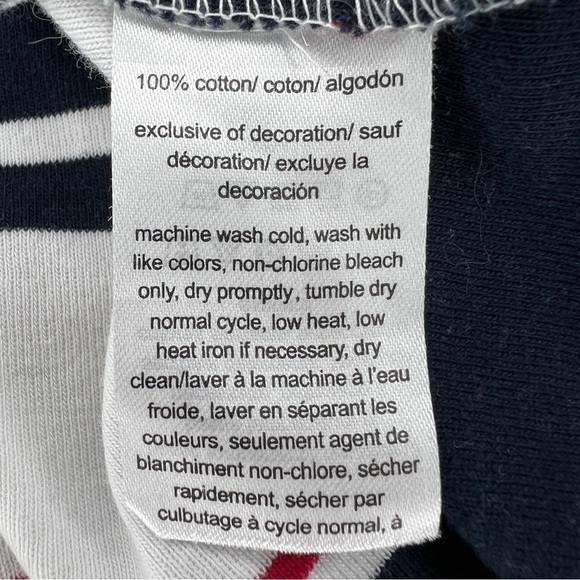 100% cotton/ coton/ algodón
exclusive of decoration/ sauf
décoration/ excluye la
decoración
machine wash cold, wash with
like colors, non-chlorine bleach
only, dry promptly, tumble dry
normal cycle, low heat, low
heat iron if necessary, dry
clean/laver à la machine à l'eau
froide, laver en séparant les
couleurs, seulement agent de
blanchiment non-chlore, sécher
rapidement, sécher par
culbutage à cycle normal, à